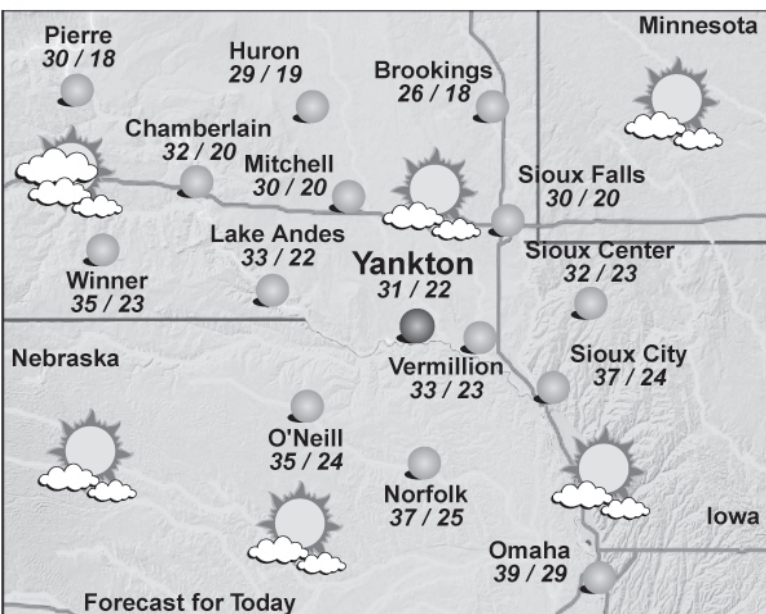 Minnesota
Pierre
30 / 18
Huron
29 / 19
Brookings
26 / 18
Chamberlain
32 / 20
Mitchell
30 / 20
Sioux Falls
30 / 20
Lake Andes
33 / 22
Yankton
31 / 22
Sioux Center
32 / 23
Winner
35 / 23
Nebraska
Vermillion
33 / 23
Sioux City
37 / 24
O'Neill
35 / 24
Norfolk
37 / 25
Iowa
Omaha
39 / 29
Forecast for Today